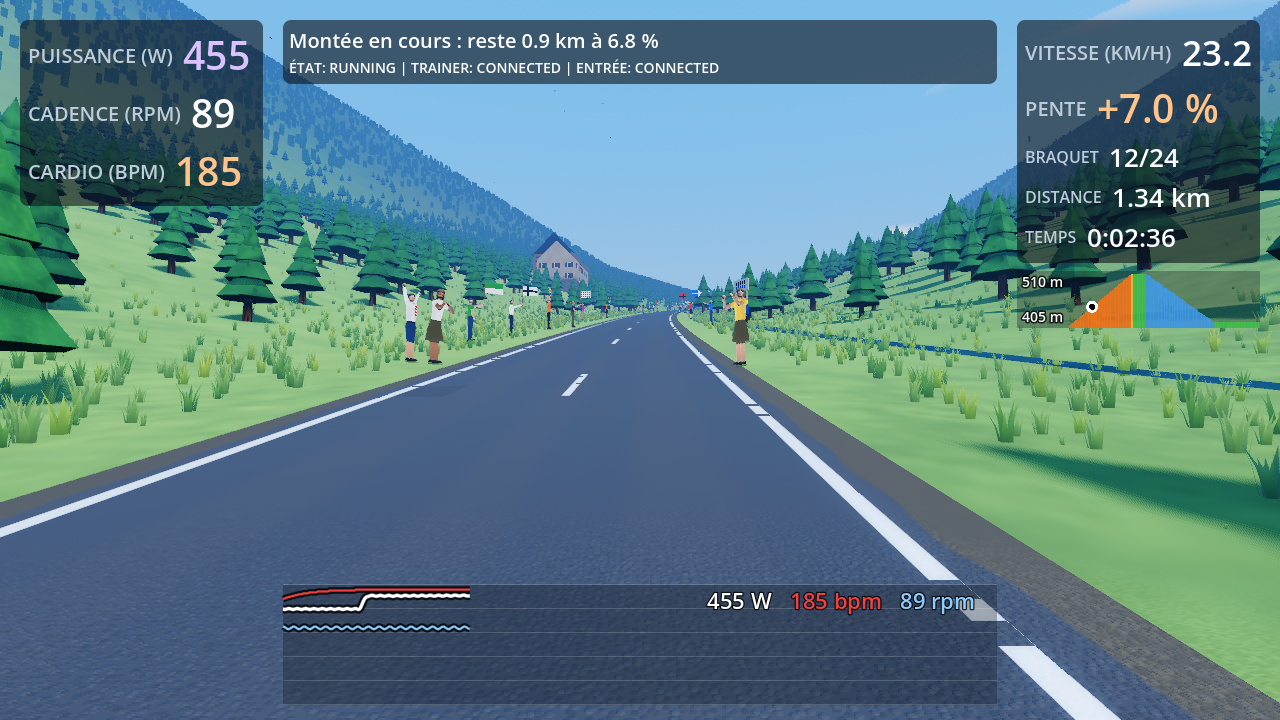 PUISSANCE (W) 455
CADENCE (RPM) 89
CARDIO (BPM) 185
Montée en cours : reste 0.9 km à 6.8 %
ÉTAT: RUNNING | TRAINER: CONNECTED | ENTRÉE: CONNECTED
VITESSE (KM/H) 23.2
PENTE +7.0 %
BRAQUET 12/24
DISTANCE 1.34 km
TEMPS 0:02:36
510 m
405 m
455 W 185 bpm 89 rpm